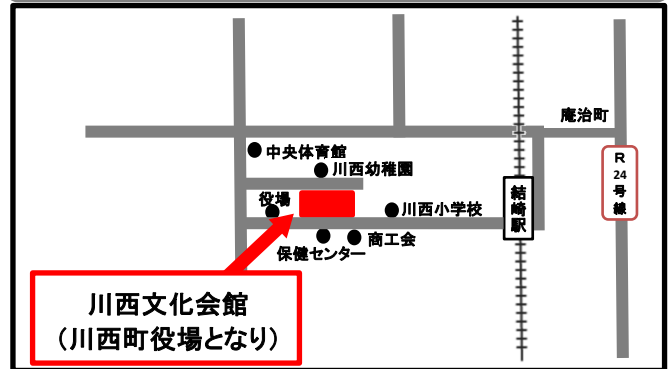 庵治町
中央体育館
川西幼稚園
R
24
号
線
役場
川西小学校
結崎駅
商工会
保健センター
川西文化会館
（川西町役場となり）